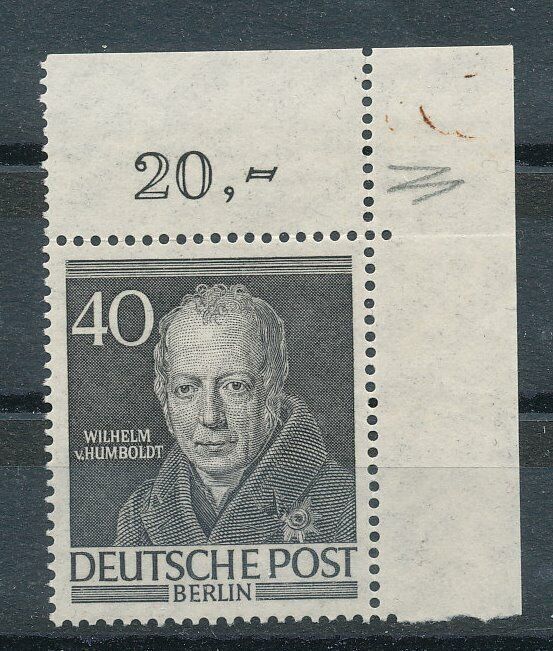 20,-
40
WILHELM
v.HUMBOLDT
DEUTSCHE POST
BERLIN